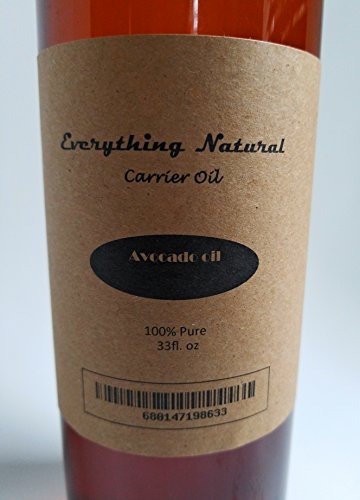 Everything Natural
Carrier Oil
Avocado oil
100% Pure
33fl. oz
680147198633